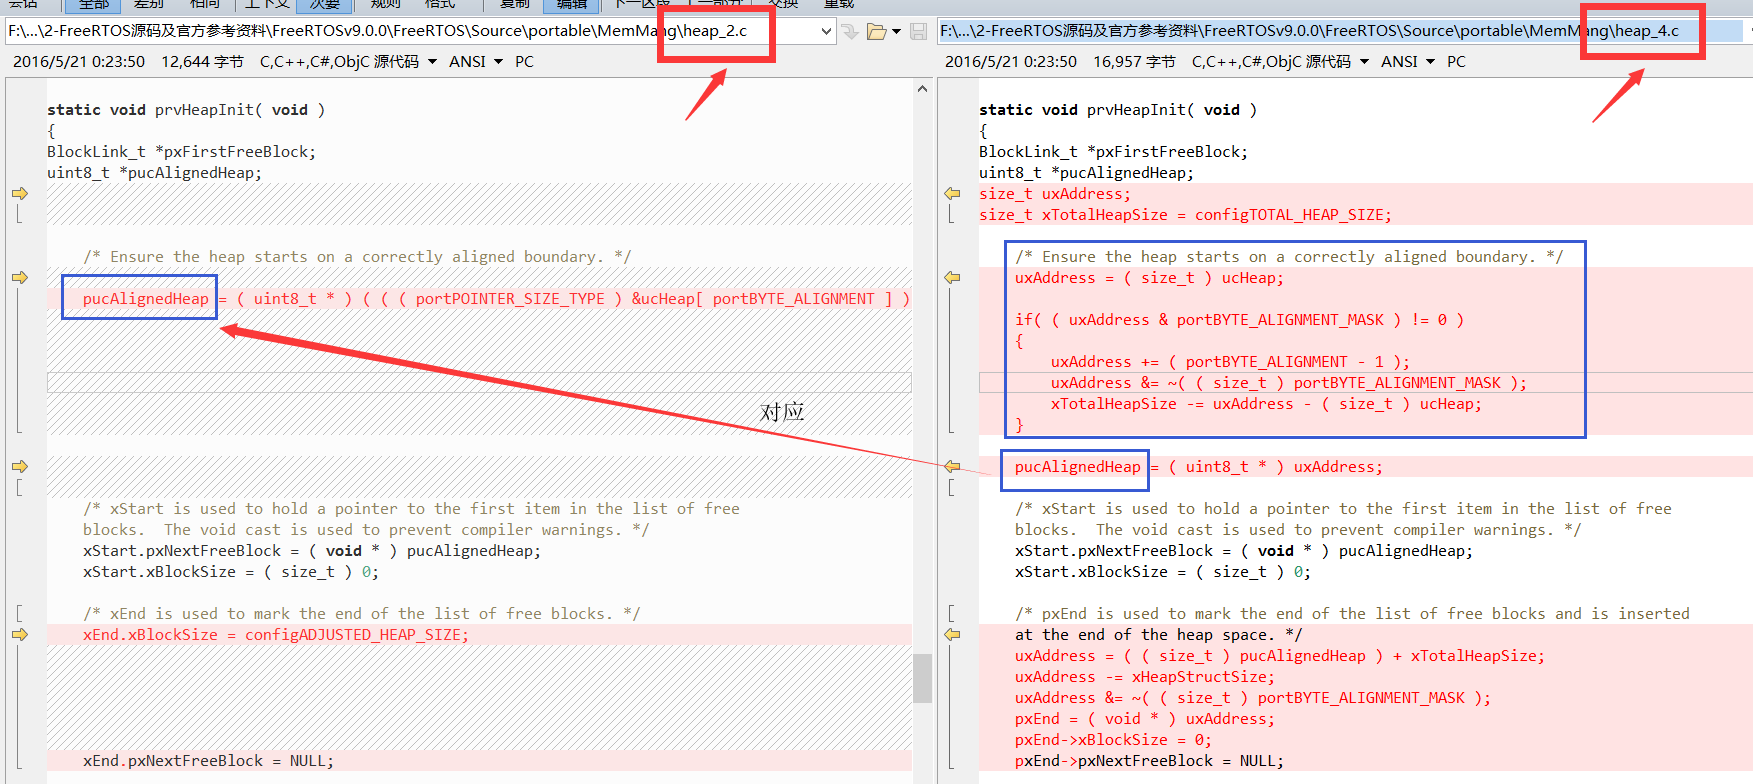 会话 全部 差别 相同 上下文 次要 规则 格式 复制 编辑 下一区段 上一部分 交换 重载
F:\...\2-FreeRTOS源码及官方参考资料\FreeRTOSv9.0.0\FreeRTOS\Source\portable\MemMang\heap_2.c
2016/5/21 0:23:50 12,644 字节 C,C++,C#,ObjC 源代码 ANSI PC
static void prvHeapInit( void )
{
BlockLink_t *pxFirstFreeBlock;
uint8_t *pucAlignedHeap;
/* Ensure the heap starts on a correctly aligned boundary. */
pucAlignedHeap = ( uint8_t * ) ( ( ( portPOINTER_SIZE_TYPE ) &ucHeap[ portBYTE_ALIGNMENT ] )
对应
/* xStart is used to hold a pointer to the first item in the list of free
blocks.  The void cast is used to prevent compiler warnings. */
xStart.pxNextFreeBlock = ( void * ) pucAlignedHeap;
xStart.xBlockSize = ( size_t ) 0;
/* xEnd is used to mark the end of the list of free blocks. */
xEnd.xBlockSize = configADJUSTED_HEAP_SIZE;
xEnd.pxNextFreeBlock = NULL;
F:\...\2-FreeRTOS源码及官方参考资料\FreeRTOSv9.0.0\FreeRTOS\Source\portable\MemMang\heap_4.c
2016/5/21 0:23:50 16,957 字节 C,C++,C#,ObjC 源代码 ANSI PC
static void prvHeapInit( void )
{
BlockLink_t *pxFirstFreeBlock;
uint8_t *pucAlignedHeap;
size_t uxAddress;
size_t xTotalHeapSize = configTOTAL_HEAP_SIZE;
/* Ensure the heap starts on a correctly aligned boundary. */
uxAddress = ( size_t ) ucHeap;
if( ( uxAddress & portBYTE_ALIGNMENT_MASK ) != 0 )
{
uxAddress += ( portBYTE_ALIGNMENT - 1 );
uxAddress &= ~( ( size_t ) portBYTE_ALIGNMENT_MASK );
xTotalHeapSize -= uxAddress - ( size_t ) ucHeap;
}
pucAlignedHeap = ( uint8_t * ) uxAddress;
/* xStart is used to hold a pointer to the first item in the list of free
blocks.  The void cast is used to prevent compiler warnings. */
xStart.pxNextFreeBlock = ( void * ) pucAlignedHeap;
xStart.xBlockSize = ( size_t ) 0;
/* pxEnd is used to mark the end of the list of free blocks and is inserted
at the end of the heap space. */
uxAddress = ( ( size_t ) pucAlignedHeap ) + xTotalHeapSize;
uxAddress -= xHeapStructSize;
uxAddress &= ~( ( size_t ) portBYTE_ALIGNMENT_MASK );
pxEnd = ( void * ) uxAddress;
pxEnd->xBlockSize = 0;
pxEnd->pxNextFreeBlock = NULL;